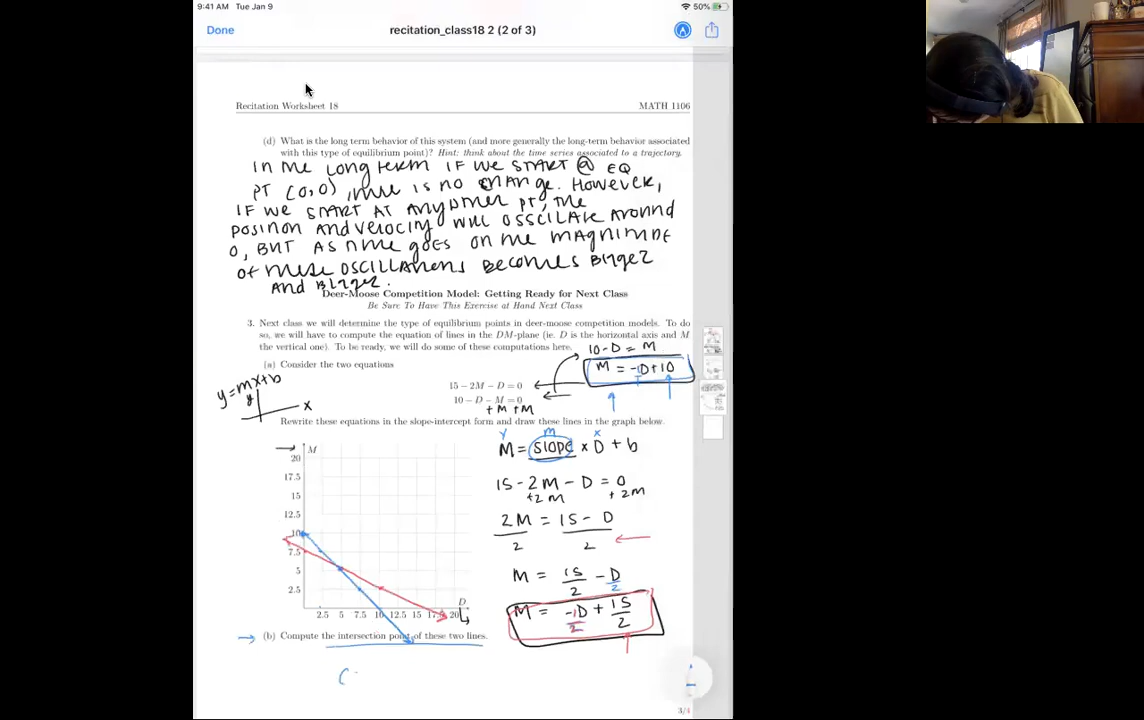 9:41 AM Tue Jan 9
50%
Done
recitation_class18 2 (2 of 3)
Recitation Worksheet 18
MATH 1106
(d) What is the long term behavior of this system (and more generally the long-term behavior associated
with this type of equilibrium point)? Hint: think about the time series associated to a trajectory.
In the long term IF we START @ EQ
PT (0,0), there is no change. However,
IF we START AT Any other PT, the
position and velocity will osscilate around
0, BUT as time goes on the magnitude
of these oscillations becomes bigger
and bigger.
Deer-Moose Competition Model: Getting Ready for Next Class
Be Sure To Have This Exercise at Hand Next Class
3. Next class we will determine the type of equilibrium points in deer-moose competition models. To do
so, we will have to compute the equation of lines in the DM-plane (ie. D is the horizontal axis and M
the vertical one). To be ready, we will do some of these computations here.
10-D = M
(a) Consider the two equations
M = -1D+10
y=mx+b
y
x
15 − 2M − D = 0
10 − D − M = 0
+M +M
Rewrite these equations in the slope-intercept form and draw these lines in the graph below.
Y m x
M = slope × D + b
15 - 2M - D = 0
+2M +2M
2M = 15 - D
2 2
M = 15/2 - D/2
M = -1D/2 + 15/2
M
20
17.5
15
12.5
10
7.5
5
2.5
D
2.5 5 7.5 10 12.5 15 17.5 20
(b) Compute the intersection point of these two lines.
(
3/4